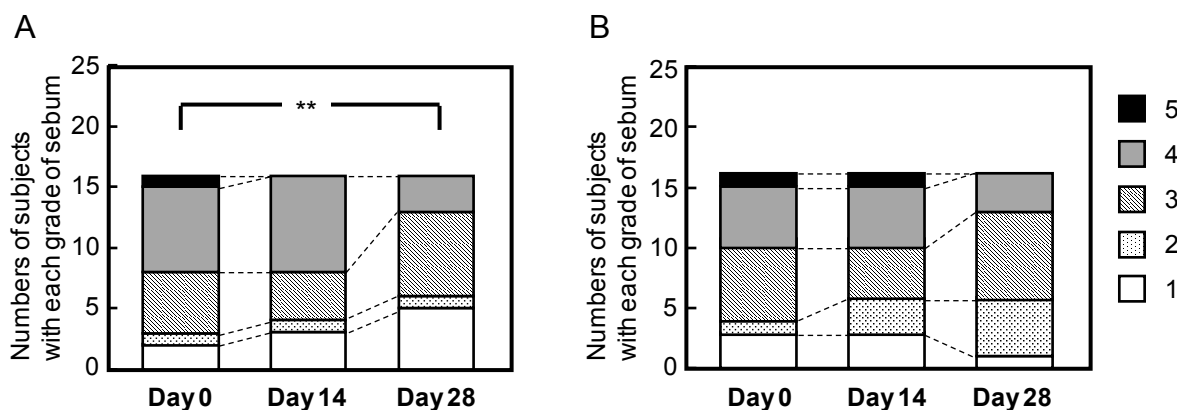 A
Numbers of subjects
with each grade of sebum
25
20
15
10
5
0
**
Day 0
Day 14
Day 28
B
Numbers of subjects
with each grade of sebum
25
20
15
10
5
0
Day 0
Day 14
Day 28
5
4
3
2
1